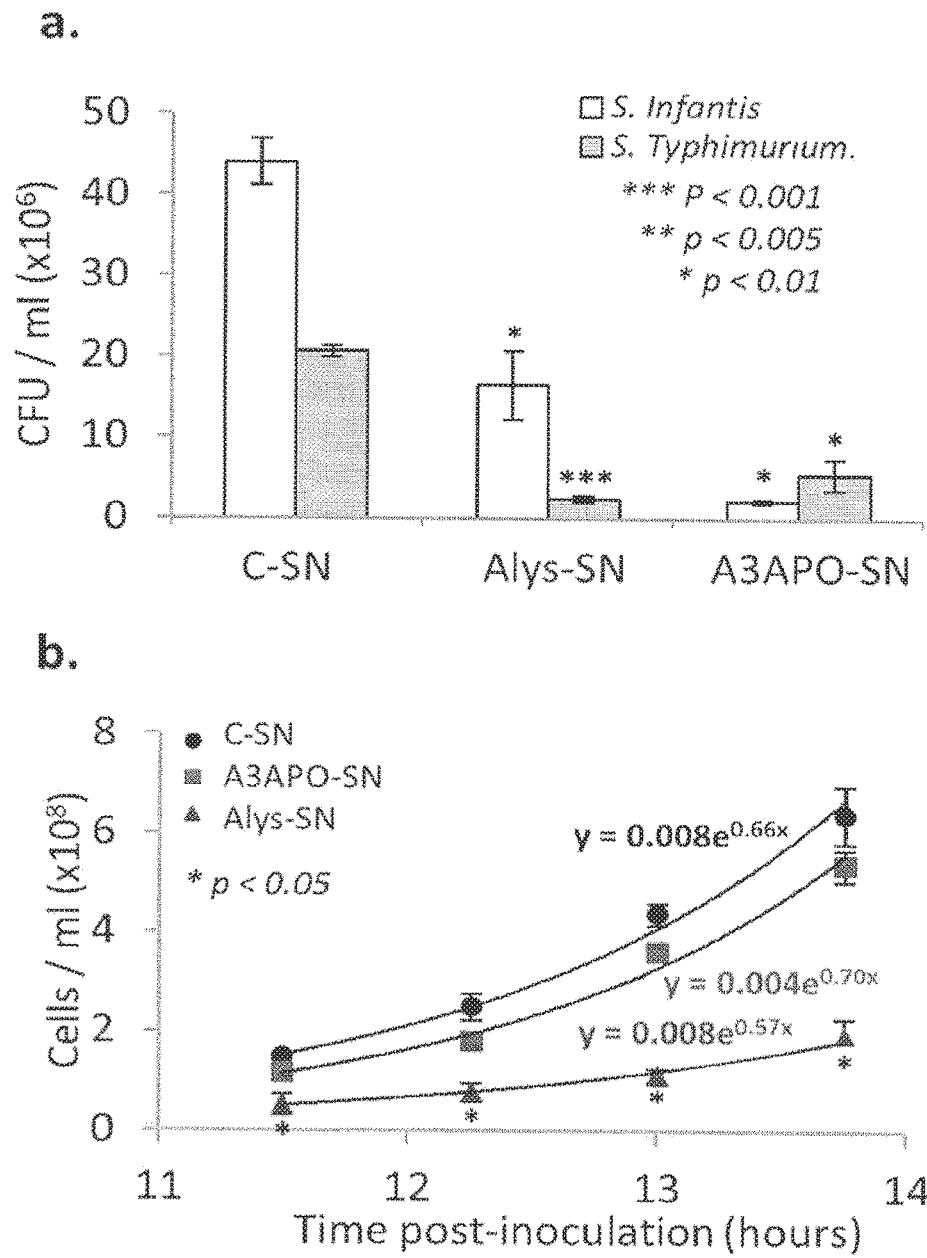 a.
CFU / ml (x10⁶)
50
40
30
20
10
0
S. Infantis
S. Typhimurium.
*** P < 0.001
** p < 0.005
* p < 0.01
*
***
*
*
C-SN
Alys-SN
A3APO-SN
b.
Cells / ml (x10⁸)
8
6
4
2
0
C-SN
A3APO-SN
Alys-SN
* p < 0.05
y = 0.008e^0.66x
y = 0.004e^0.70x
y = 0.008e^0.57x
*
*
*
*
11
12
13
14
Time post-inoculation (hours)